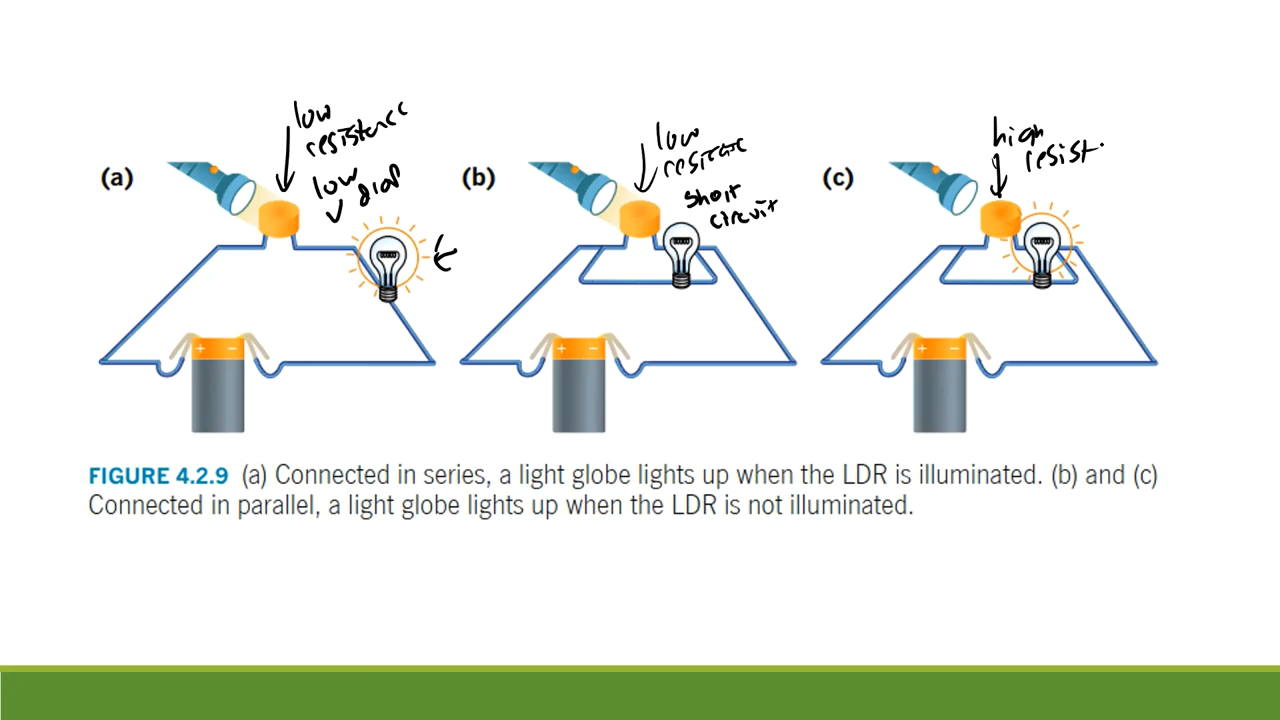 low
resistence
low
low drop
resistance
short
circuit
high
resist.
(a)
(b)
(c)
+ −
+ −
+ −
FIGURE 4.2.9 (a) Connected in series, a light globe lights up when the LDR is illuminated. (b) and (c)
Connected in parallel, a light globe lights up when the LDR is not illuminated.